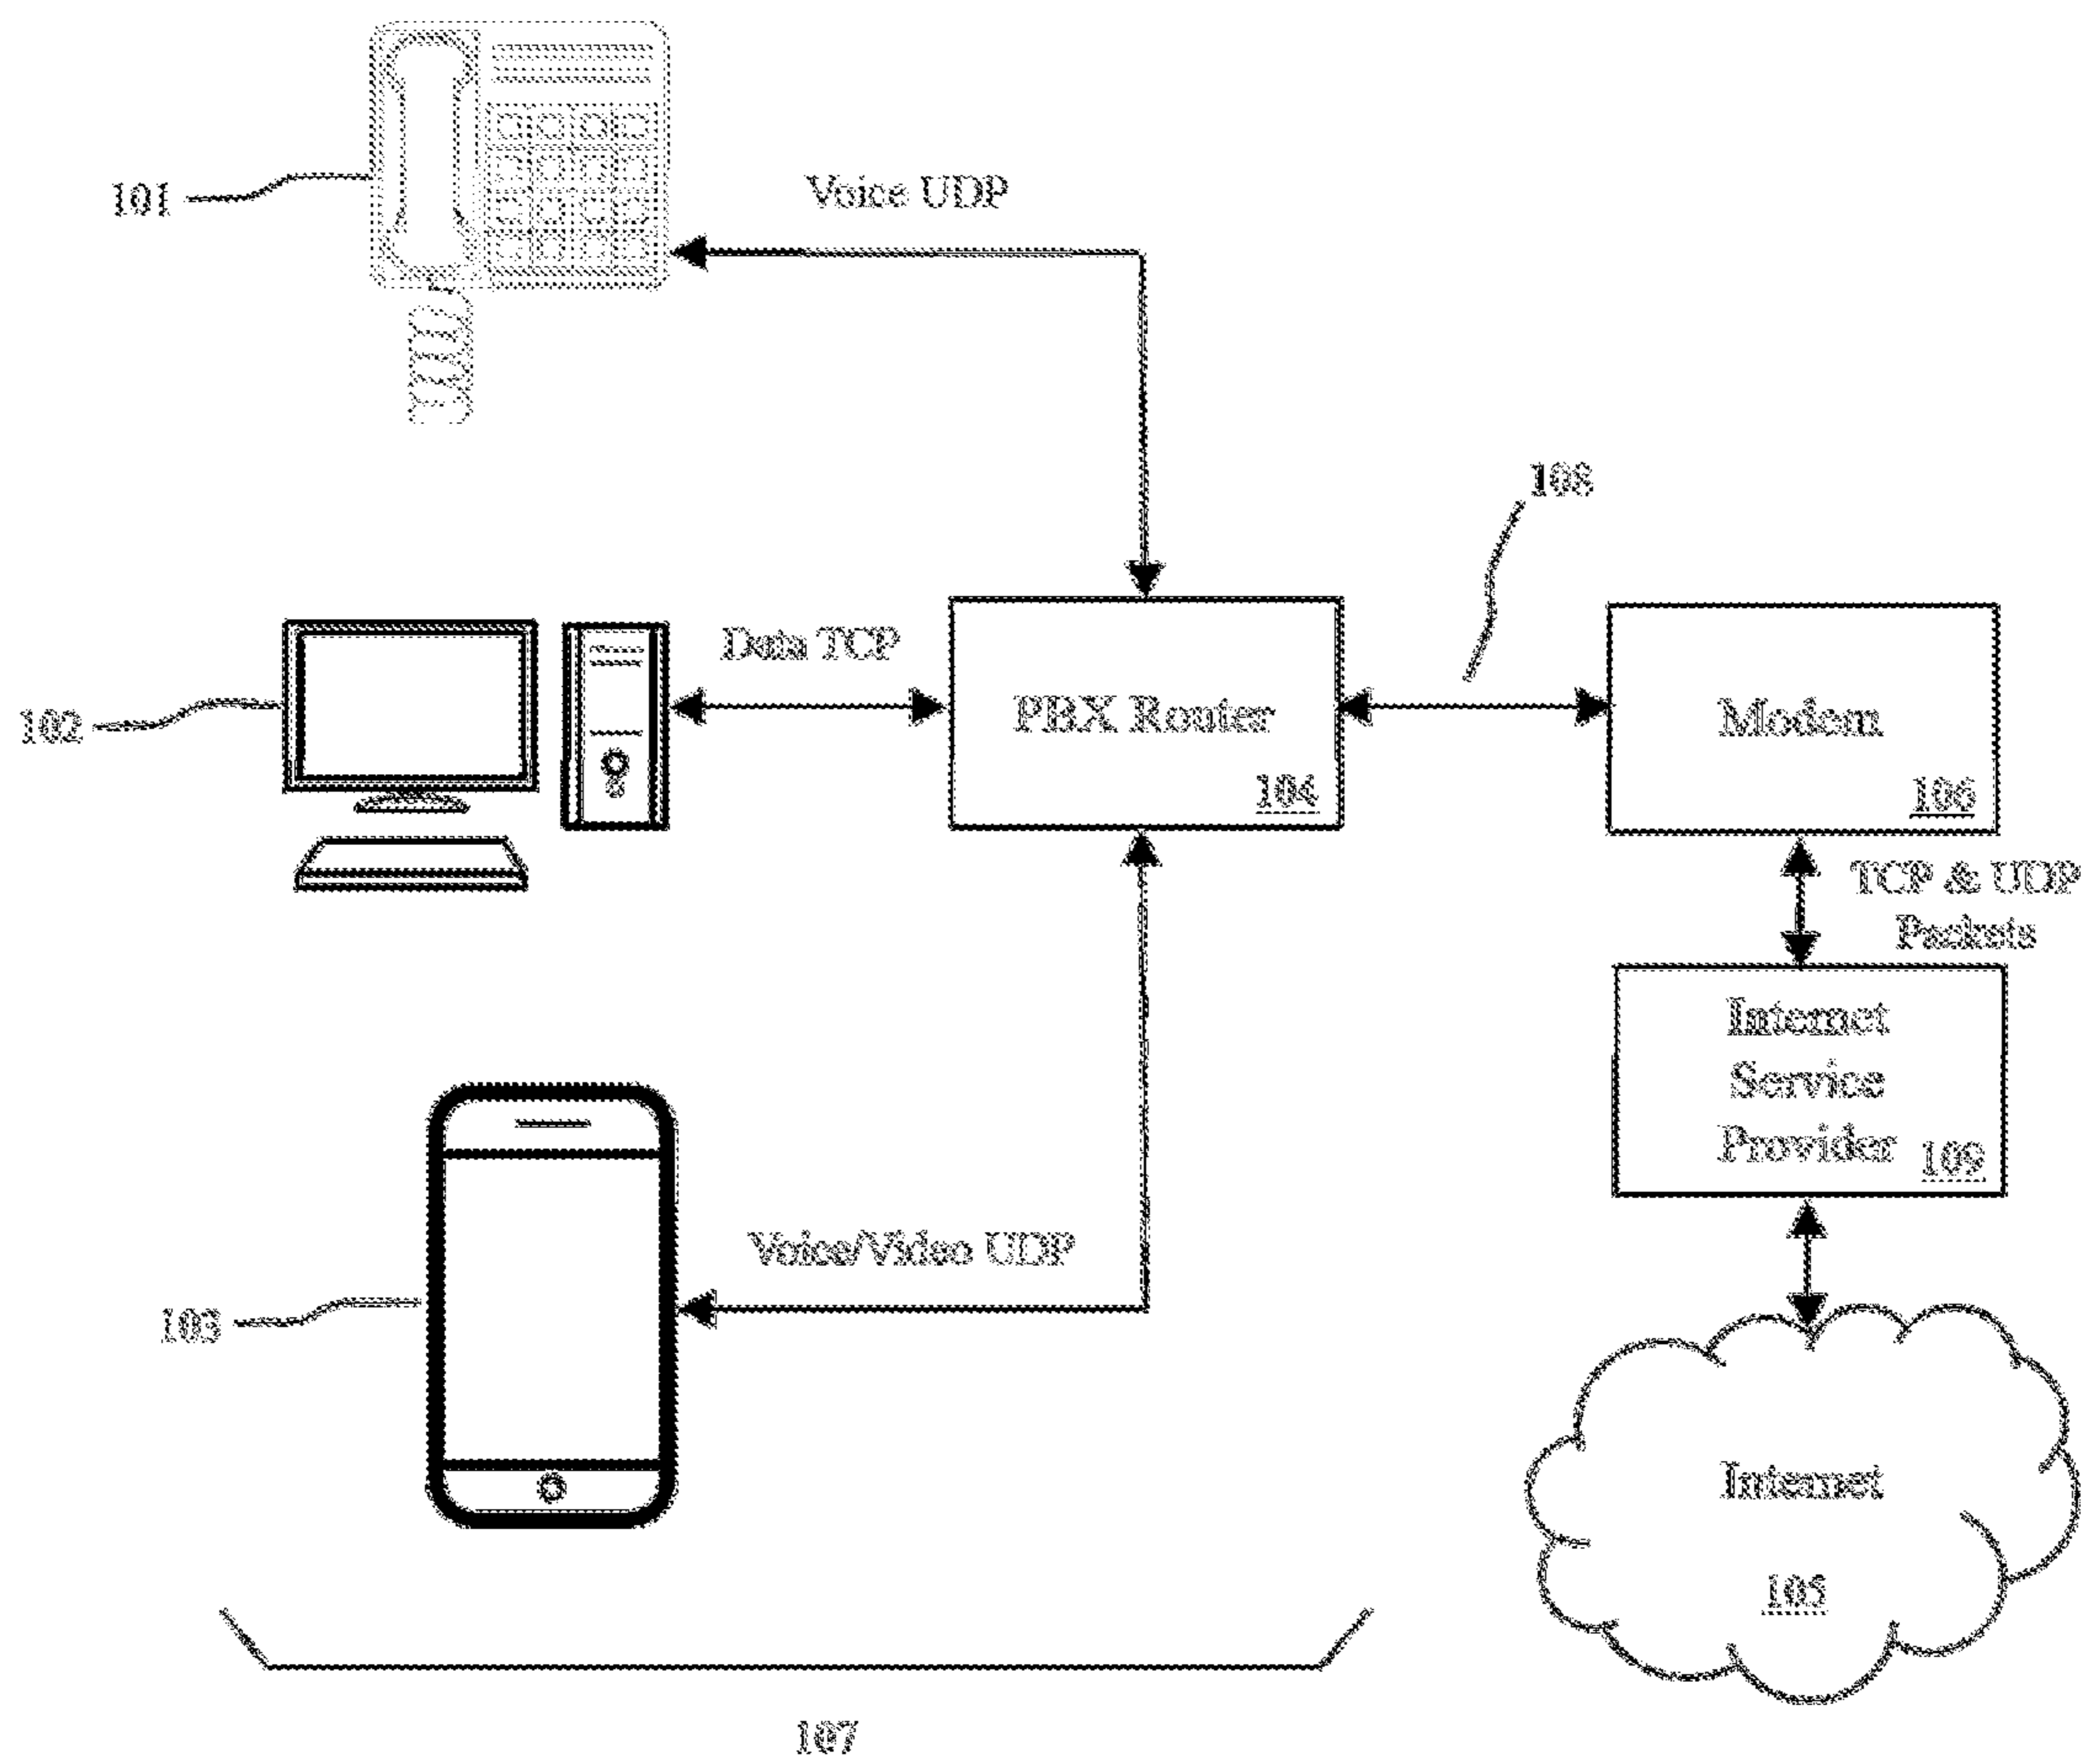 101
Voice UDP
108
102
Data TCP
PBX Router
104
Modem
106
TCP & UDP
Packets
Internet
Service
Provider
109
103
Voice/Video UDP
Internet
105
107